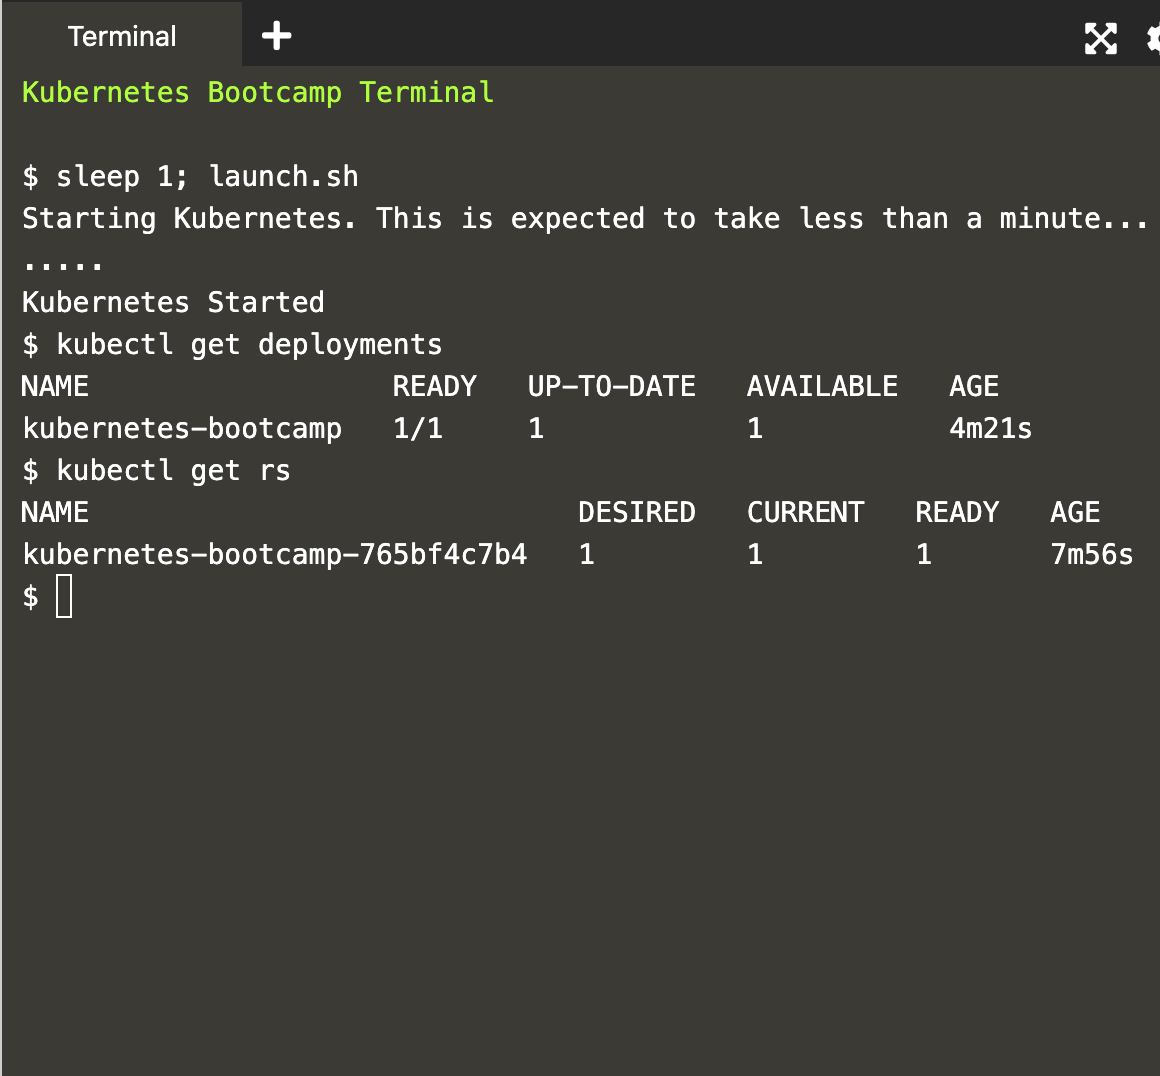 Terminal
Kubernetes Bootcamp Terminal
$ sleep 1; launch.sh
Starting Kubernetes. This is expected to take less than a minute...
.....
Kubernetes Started
$ kubectl get deployments
NAME                  READY   UP-TO-DATE   AVAILABLE   AGE
kubernetes-bootcamp   1/1     1            1           4m21s
$ kubectl get rs
NAME                             DESIRED   CURRENT   READY   AGE
kubernetes-bootcamp-765bf4c7b4   1         1         1       7m56s
$